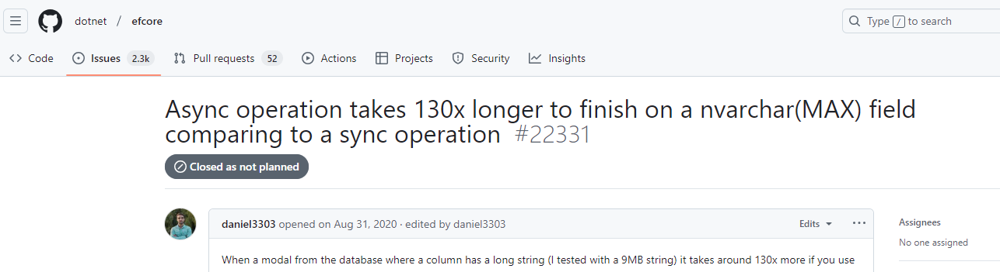 dotnet / efcore
Type / to search
Code Issues 2.3k Pull requests 52 Actions Projects Security Insights
Async operation takes 130x longer to finish on a nvarchar(MAX) field
comparing to a sync operation #22331
Closed as not planned
daniel3303 opened on Aug 31, 2020 · edited by daniel3303
Edits
Assignees
No one assigned
When a modal from the database where a column has a long string (I tested with a 9MB string) it takes around 130x more if you use